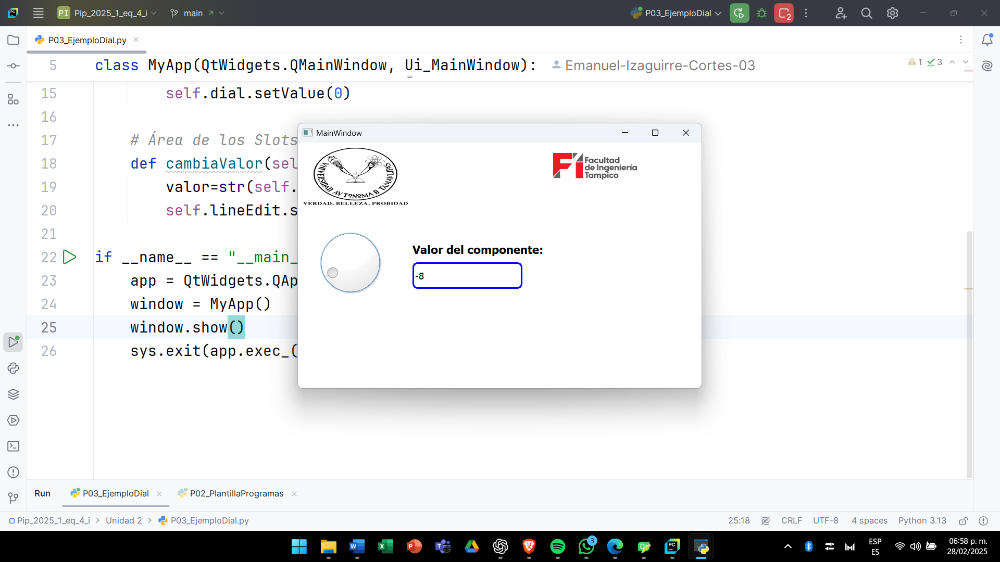 PI Pip_2025_1_eq_4_i main P03_EjemploDial 2
P03_EjemploDial.py
5 class MyApp(QtWidgets.QMainWindow, Ui_MainWindow): Emanuel-Izaguirre-Cortes-03 1 3
15 self.dial.setValue(0)
16
17 # Área de los Slots
18 def cambiaValor(sel
19 valor=str(self.
20 self.lineEdit.s
21
22 if __name__ == "__main_
23 app = QtWidgets.QAp
24 window = MyApp()
25 window.show()
26 sys.exit(app.exec_(
MainWindow
VNIVERSIDAD AVTONOMA D TAMAVLIPAS
VERDAD, BELLEZA, PROBIDAD
FI Facultad
de Ingeniería
Tampico
Valor del componente:
-8
Run P03_EjemploDial P02_PlantillaProgramas
Pip_2025_1_eq_4_i > Unidad 2 > P03_EjemploDial.py 25:18 CRLF UTF-8 4 spaces Python 3.13
3
ESP
ES
06:58 p. m.
28/02/2025